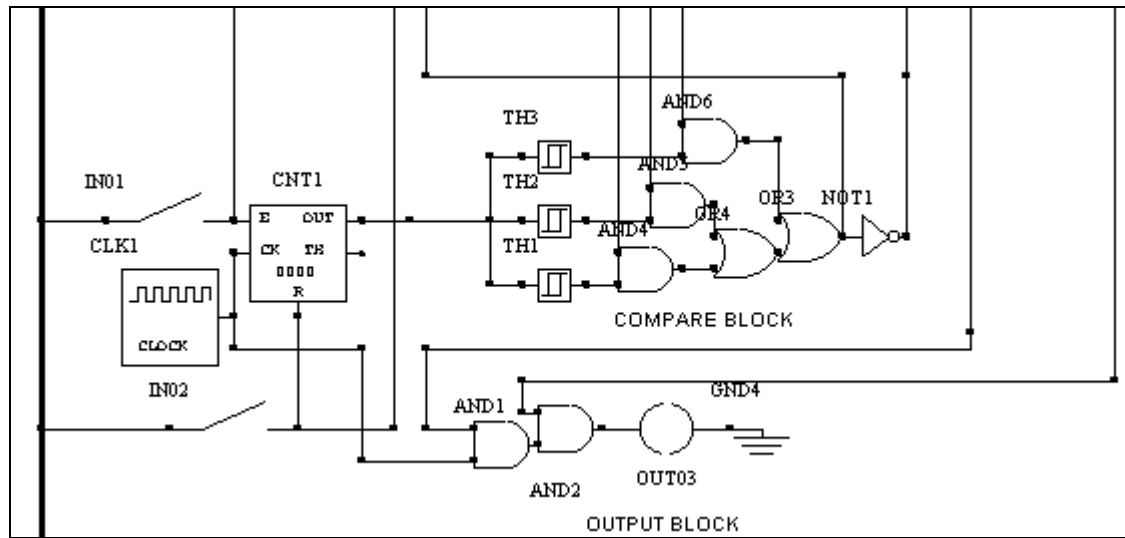 AND6
TH3
AND5
IN01
CNT1
TH2
OR3
NOT1
E OUT
OR4
AND4
CLK1
CK
TH1
0000
R
COMPARE BLOCK
CLOCK
IN02
GND4
AND1
OUT03
AND2
OUTPUT BLOCK